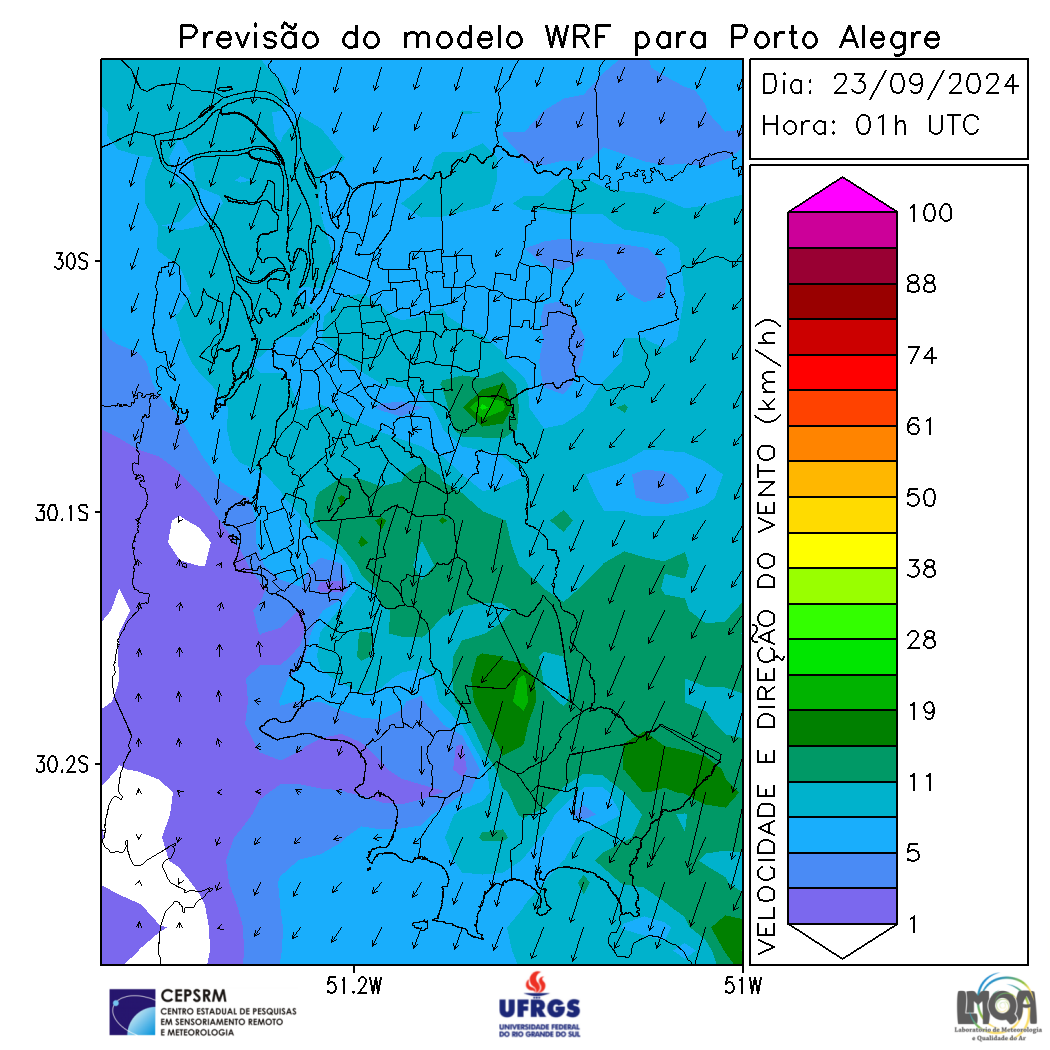 Previsão do modelo WRF para Porto Alegre
Dia: 23/09/2024
Hora: 01h UTC
30S
30.1S
30.2S
51.2W
51W
VELOCIDADE E DIREÇÃO DO VENTO (km/h)
100
88
74
61
50
38
28
19
11
5
1
CEPSRM
CENTRO ESTADUAL DE PESQUISAS
EM SENSORIAMENTO REMOTO
E METEOROLOGIA
UFRGS
UNIVERSIDADE FEDERAL
DO RIO GRANDE DO SUL
LMQA
Laboratório de Meteorologia
e Qualidade do Ar